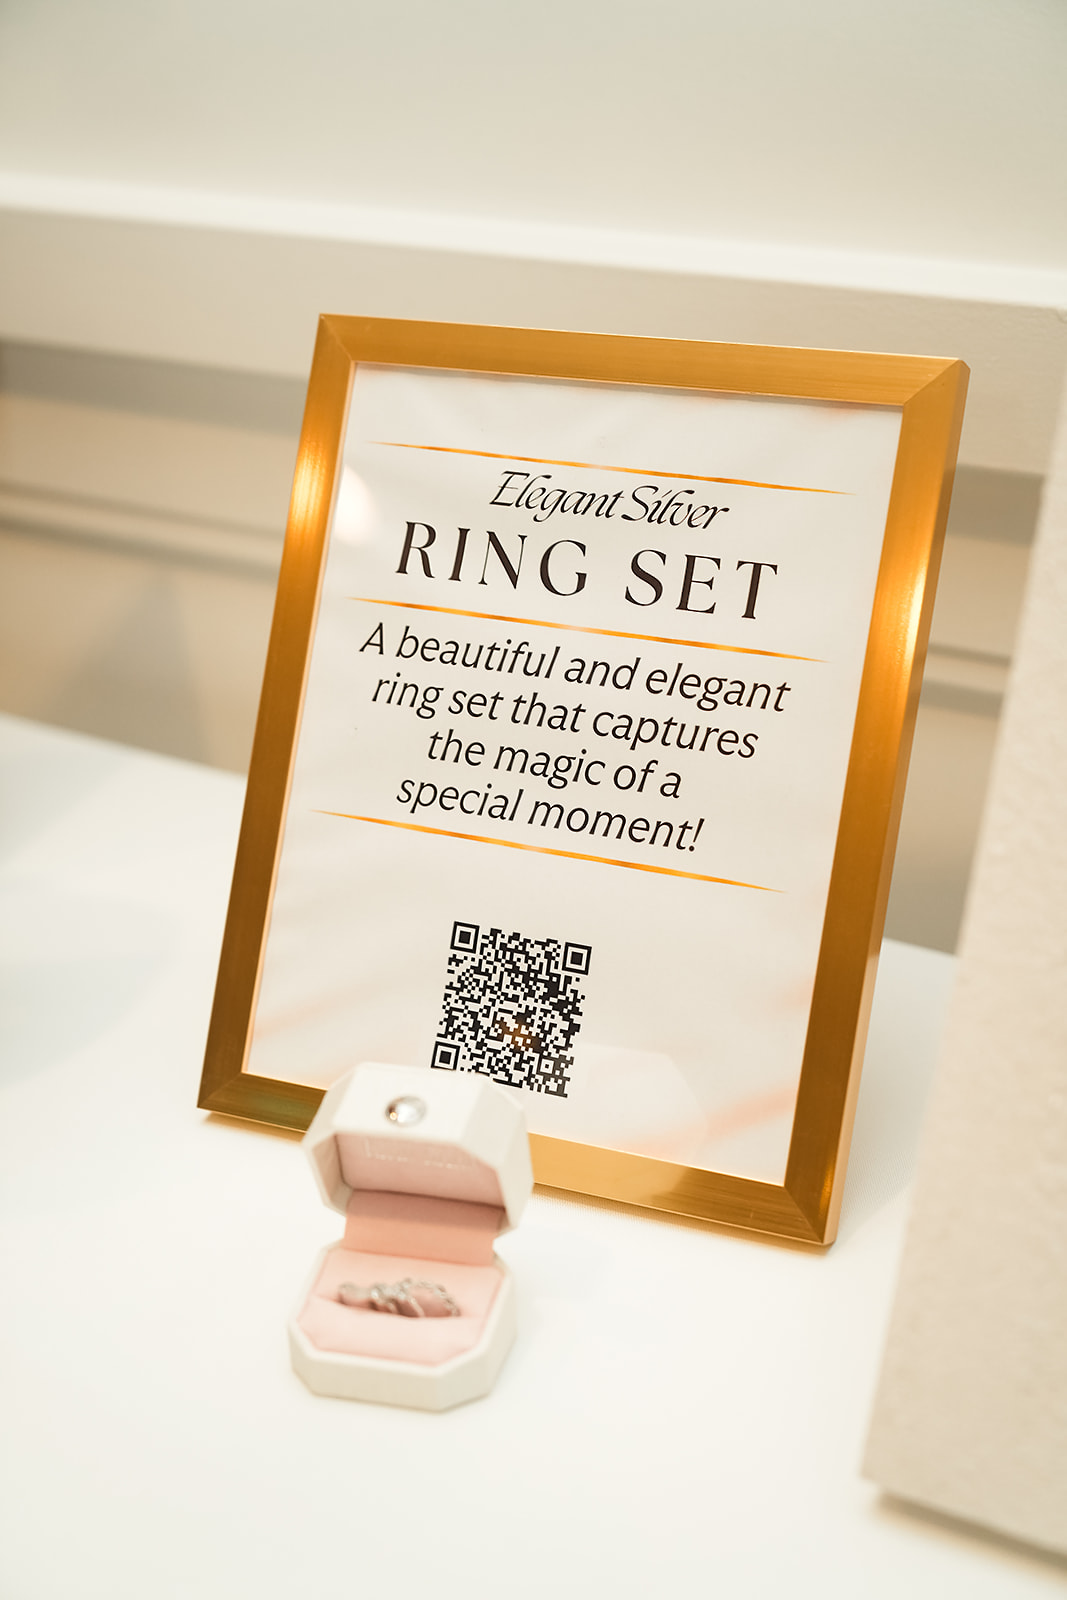 Elegant Silver
RING SET
A beautiful and elegant
ring set that captures
the magic of a
special moment!